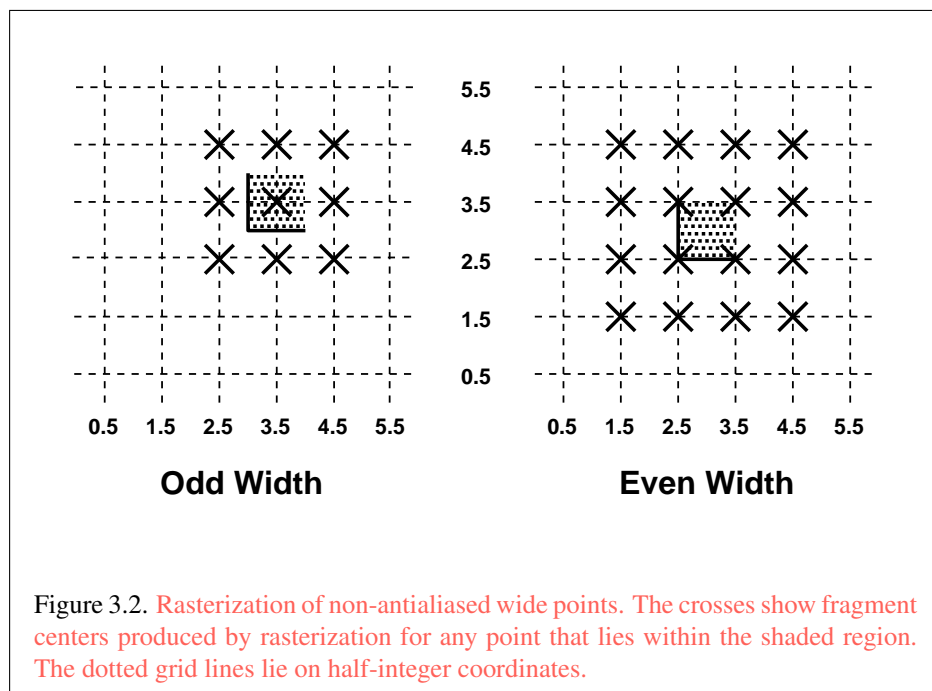 5.5
4.5
3.5
2.5
1.5
0.5
0.5 1.5 2.5 3.5 4.5 5.5
0.5 1.5 2.5 3.5 4.5 5.5
Odd Width
Even Width
Figure 3.2. Rasterization of non-antialiased wide points. The crosses show fragment
centers produced by rasterization for any point that lies within the shaded region.
The dotted grid lines lie on half-integer coordinates.